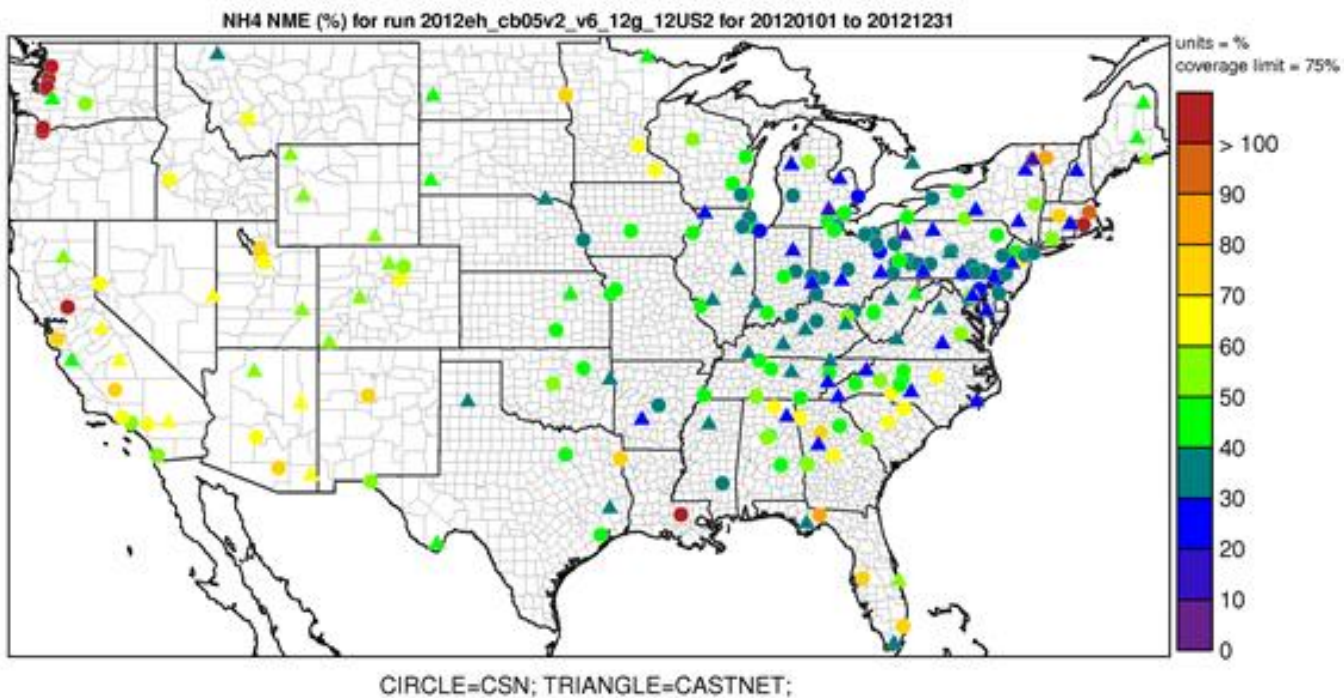 NH4 NME (%) for run 2012eh_cb05v2_v6_12g_12US2 for 20120101 to 20121231
units = %
coverage limit = 75%
> 100
90
80
70
60
50
40
30
20
10
0
CIRCLE=CSN; TRIANGLE=CASTNET;